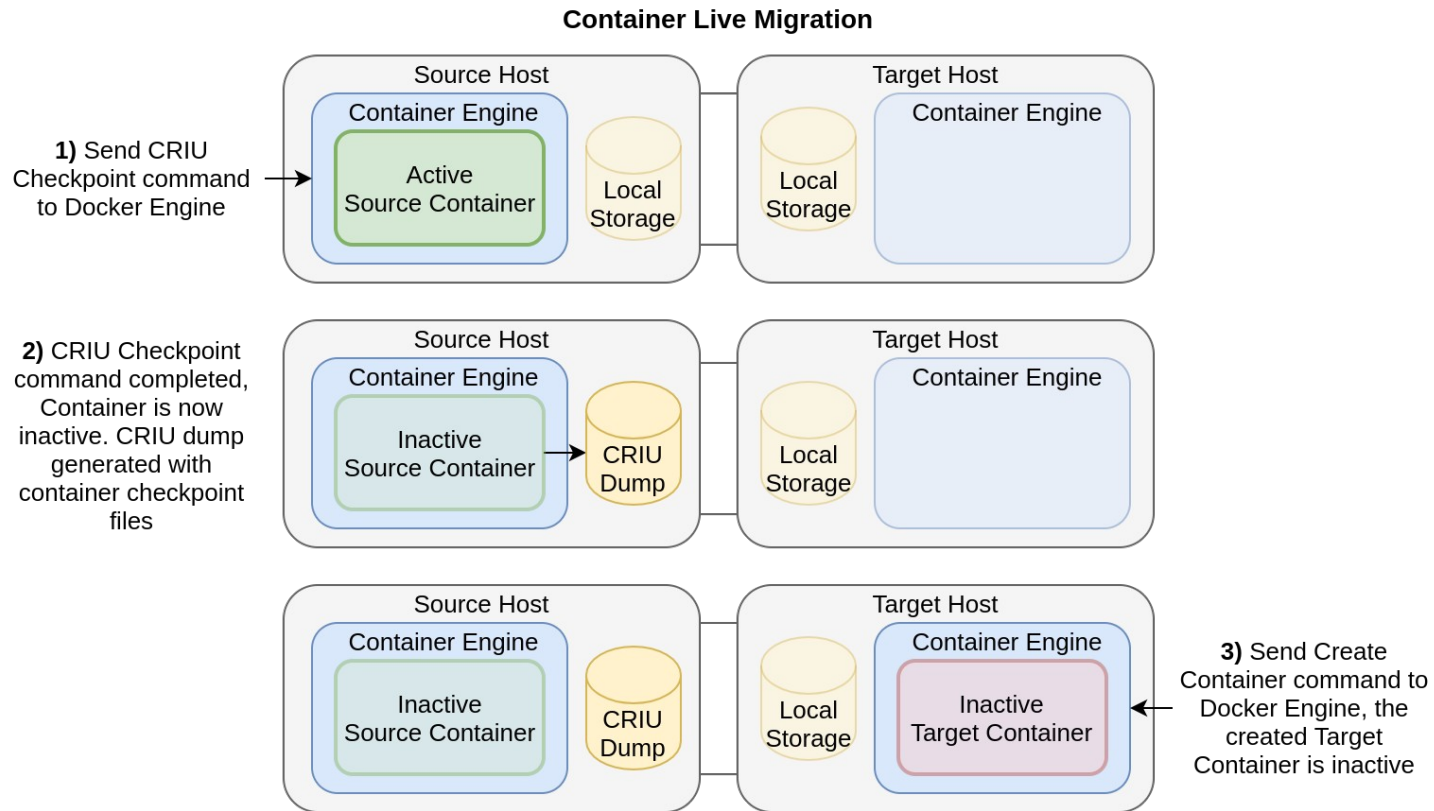 Container Live Migration
Source Host
Target Host
Container Engine
Container Engine
1) Send CRIU
Checkpoint command
to Docker Engine
Active
Source Container
Local
Storage
Local
Storage
Source Host
Target Host
Container Engine
Container Engine
2) CRIU Checkpoint
command completed,
Container is now
inactive. CRIU dump
generated with
container checkpoint
files
Inactive
Source Container
CRIU
Dump
Local
Storage
Source Host
Target Host
Container Engine
Container Engine
Inactive
Source Container
CRIU
Dump
Local
Storage
Inactive
Target Container
3) Send Create
Container command to
Docker Engine, the
created Target
Container is inactive